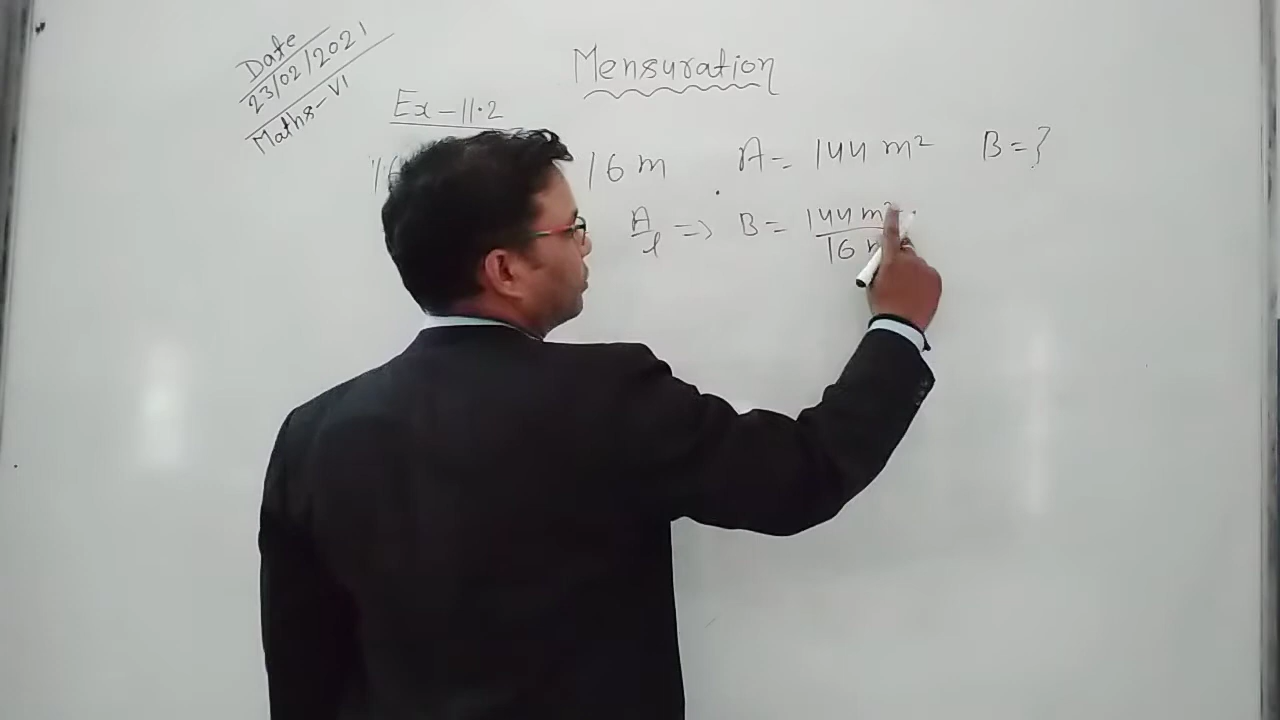 Date
23/02/2021
Maths-VI
Mensuration
Ex-11.2
16 m A = 144 m² B = ?
A/l => B = 144 m²/16